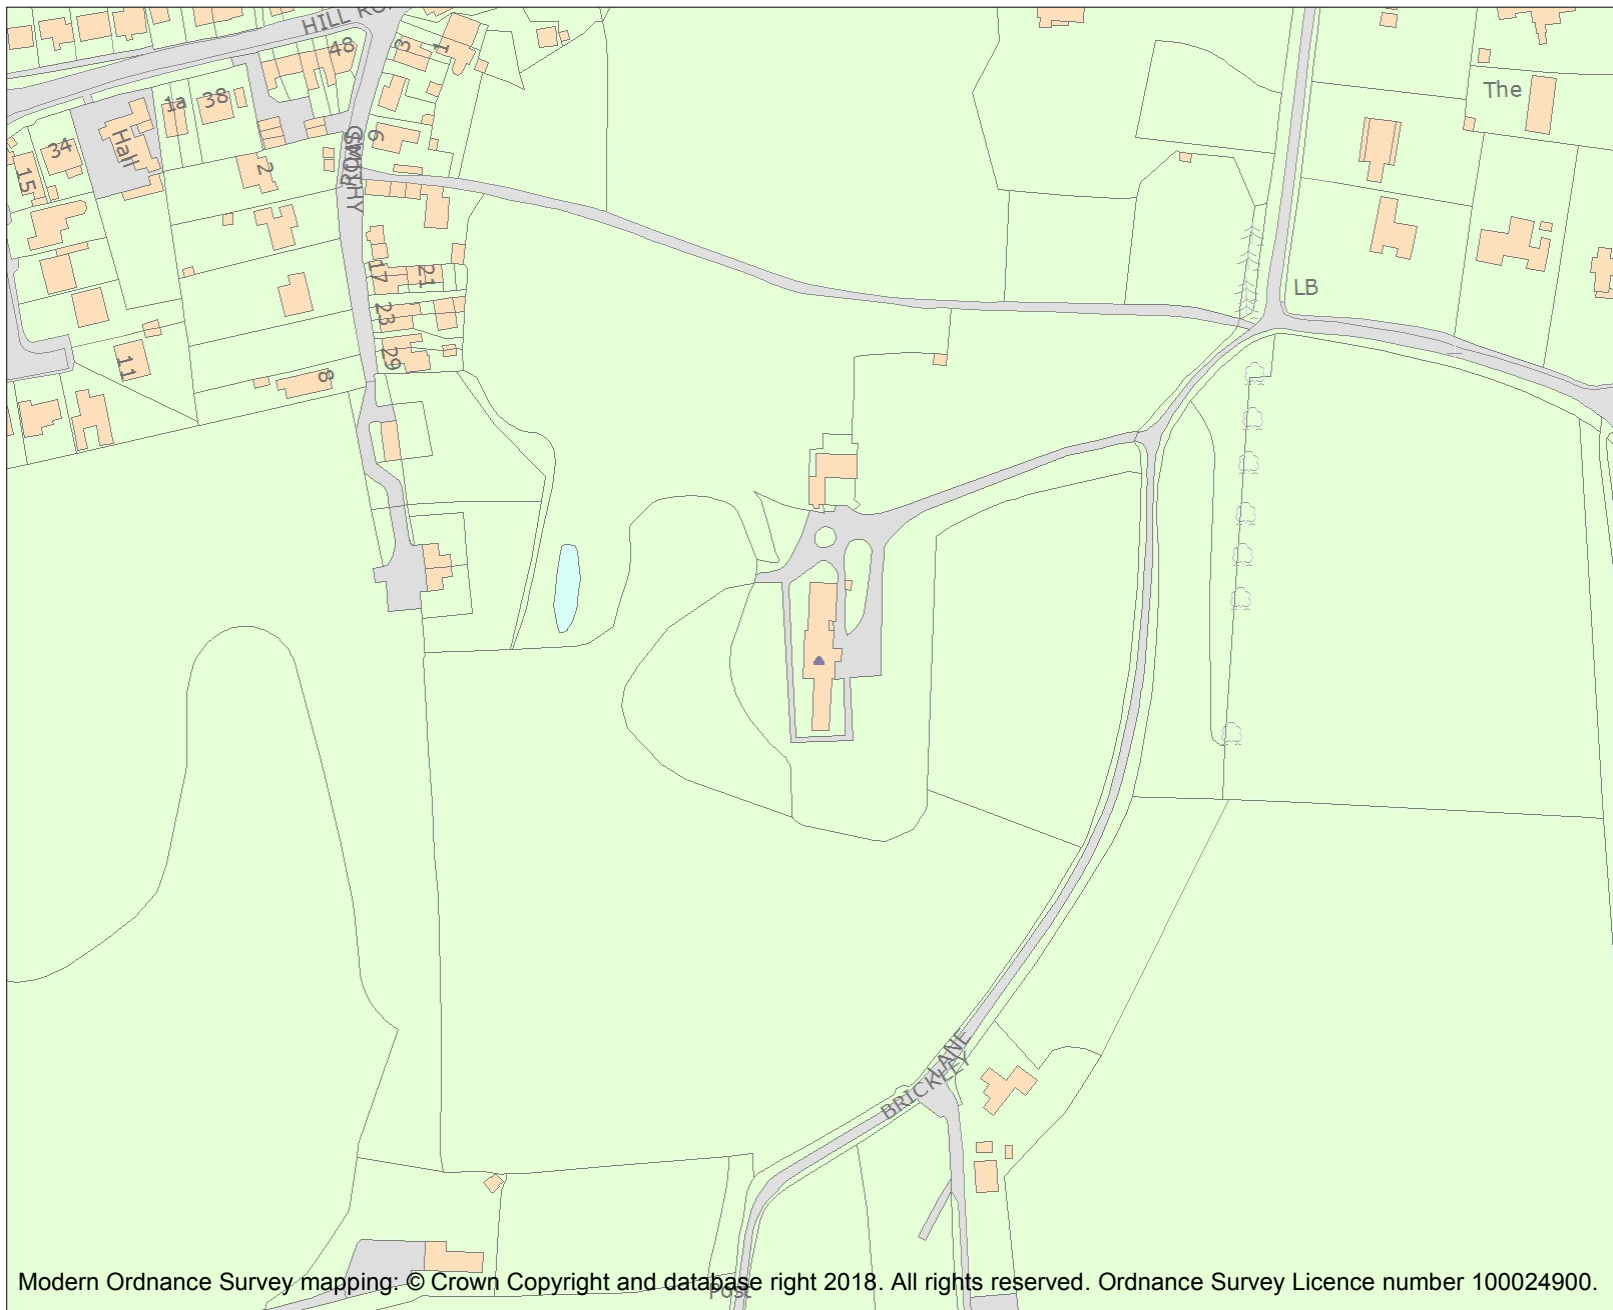 HILL RO
48
3
1
1a
38
The
34
Hall
6
SMITHY
15
2
17
21
LB
23
29
11
8
LANE
BRICKLEY
Post
Modern Ordnance Survey mapping: © Crown Copyright and database right 2018. All rights reserved. Ordnance Survey Licence number 100024900.